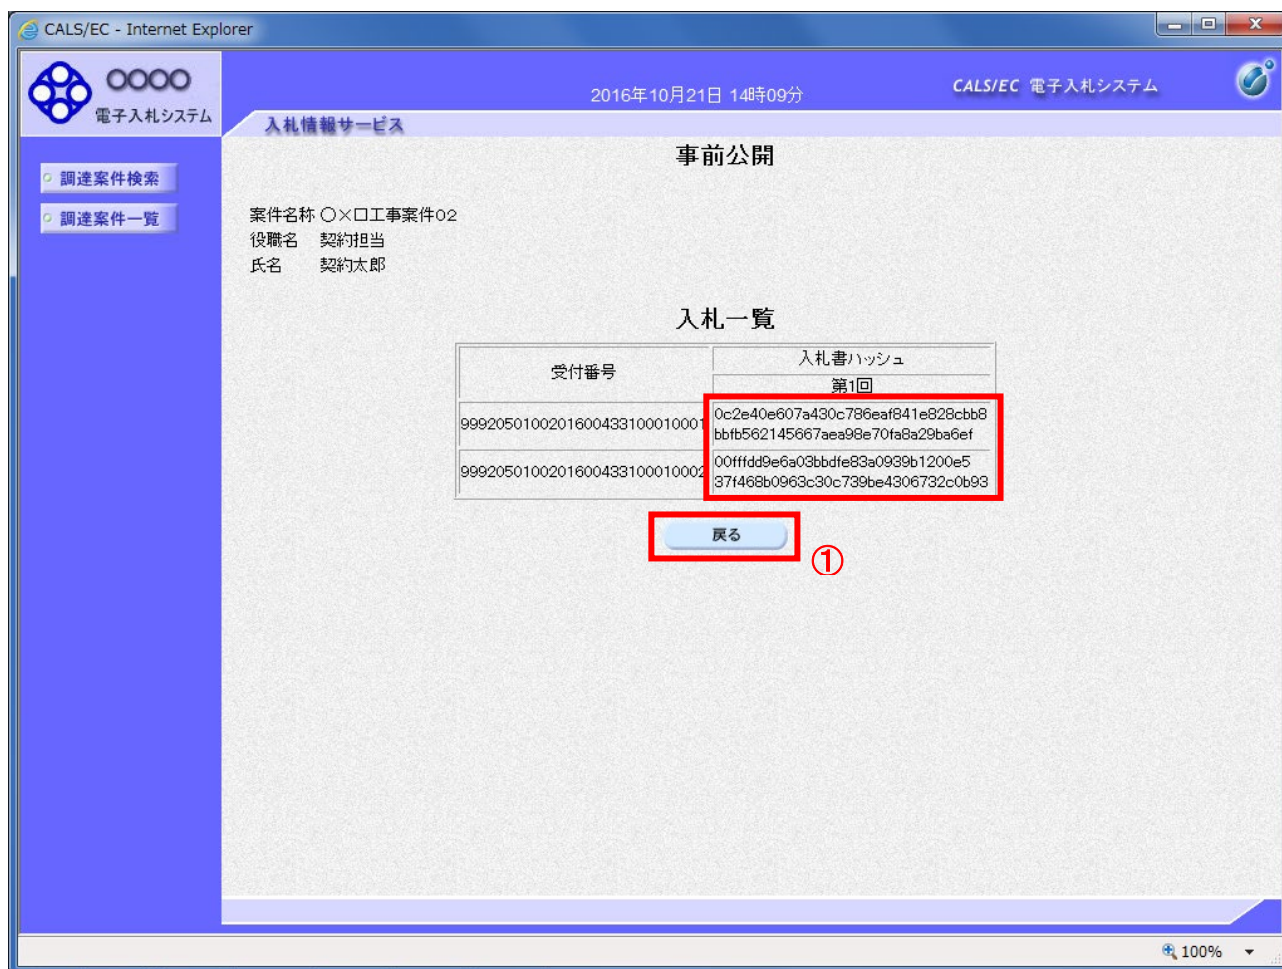 CALS/EC - Internet Explorer
○○○○
電子入札システム
2016年10月21日 14時09分
CALS/EC 電子入札システム
入札情報サービス
調達案件検索
調達案件一覧
事前公開
案件名称 〇×口工事案件02
役職名 契約担当
氏名 契約太郎
入札一覧
受付番号
入札書ハッシュ
第1回
99920501002016004331000100001
0c2e40e607a430c786eaf841e828cbb8
bbfb562145667aea98e70fa8a29ba6ef
99920501002016004331000100002
00fffdd9e6a03bbdfe83a0939b1200e5
37f468b0963c30c739be4306732c0b93
戻る
①
100%